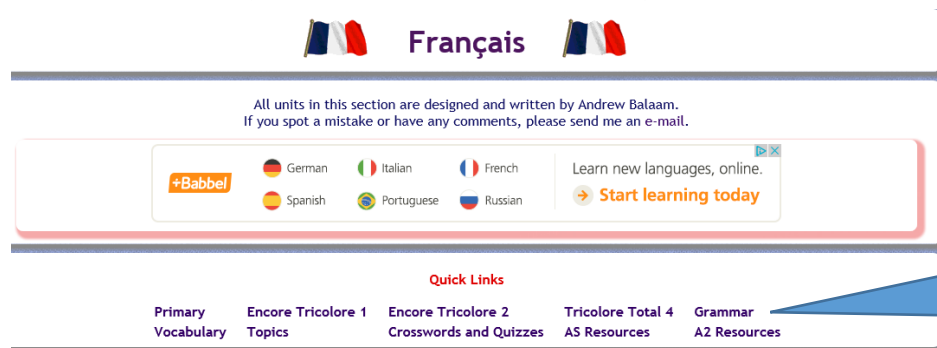 Français
All units in this section are designed and written by Andrew Balaam.
If you spot a mistake or have any comments, please send me an e-mail.
+Babbel
German Italian French
Spanish Portuguese Russian
Learn new languages, online.
Start learning today
Quick Links
Primary Encore Tricolore 1 Encore Tricolore 2 Tricolore Total 4 Grammar
Vocabulary Topics Crosswords and Quizzes AS Resources A2 Resources